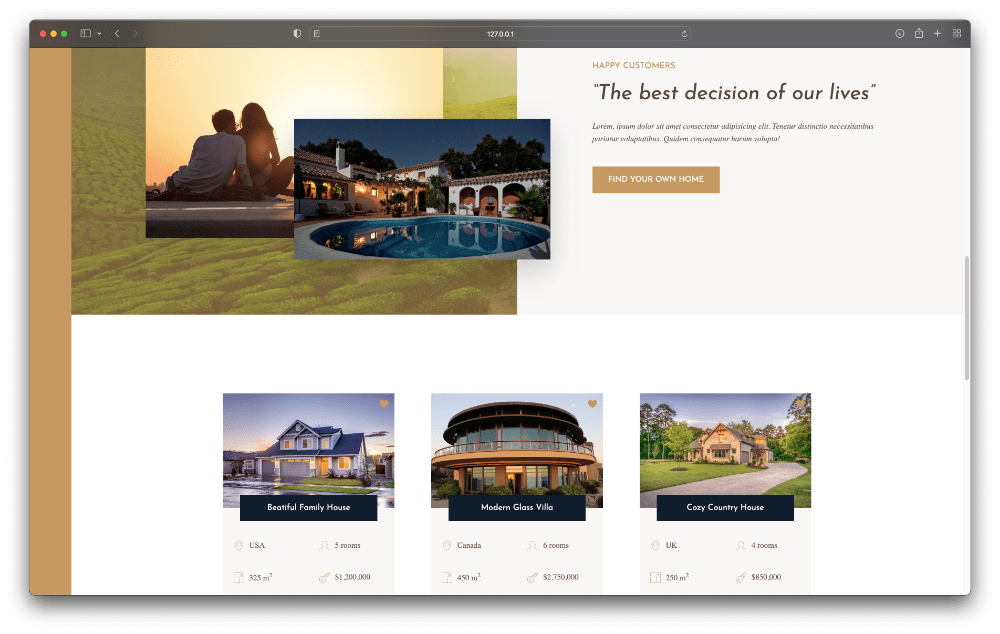 127.0.0.1
HAPPY CUSTOMERS
“The best decision of our lives”
Lorem, ipsum dolor sit amet consectetur adipisicing elit. Tenetur distinctio necessitatibus
pariatur voluptatibus. Quidem consequatur harum volupta!
FIND YOUR OWN HOME
Beatiful Family House
USA
5 rooms
325 m²
$1,200,000
Modern Glass Villa
Canada
6 rooms
450 m²
$2,750,000
Cozy Country House
UK
4 rooms
250 m²
$850,000